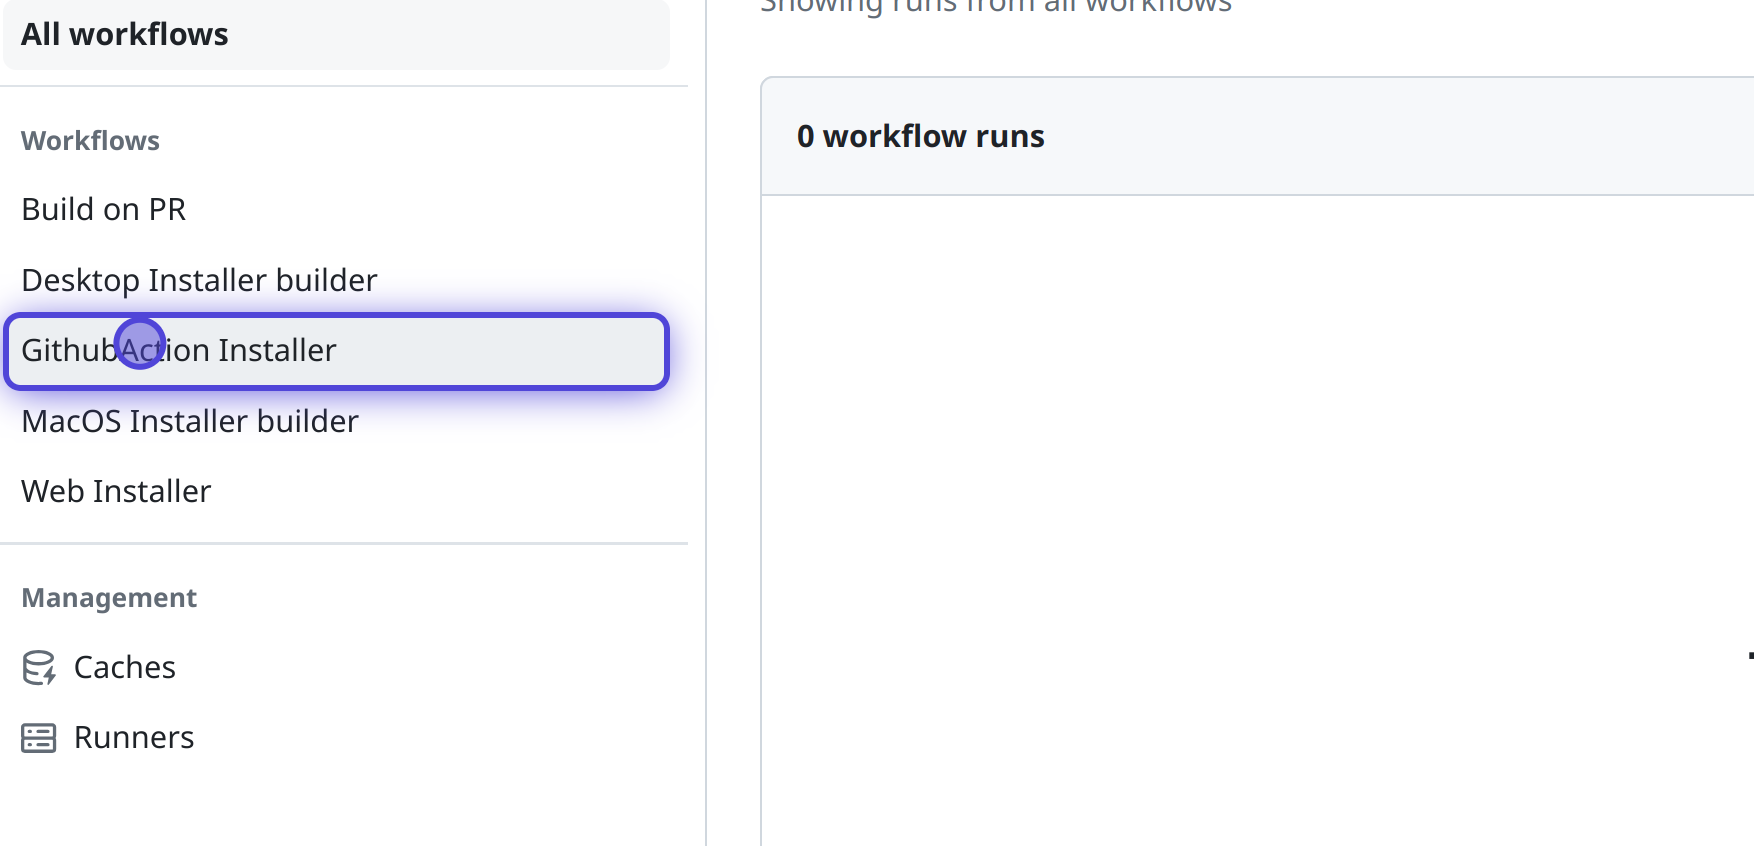 All workflows
Workflows
Build on PR
Desktop Installer builder
GithubAction Installer
MacOS Installer builder
Web Installer
Management
Caches
Runners
Showing runs from all workflows
0 workflow runs